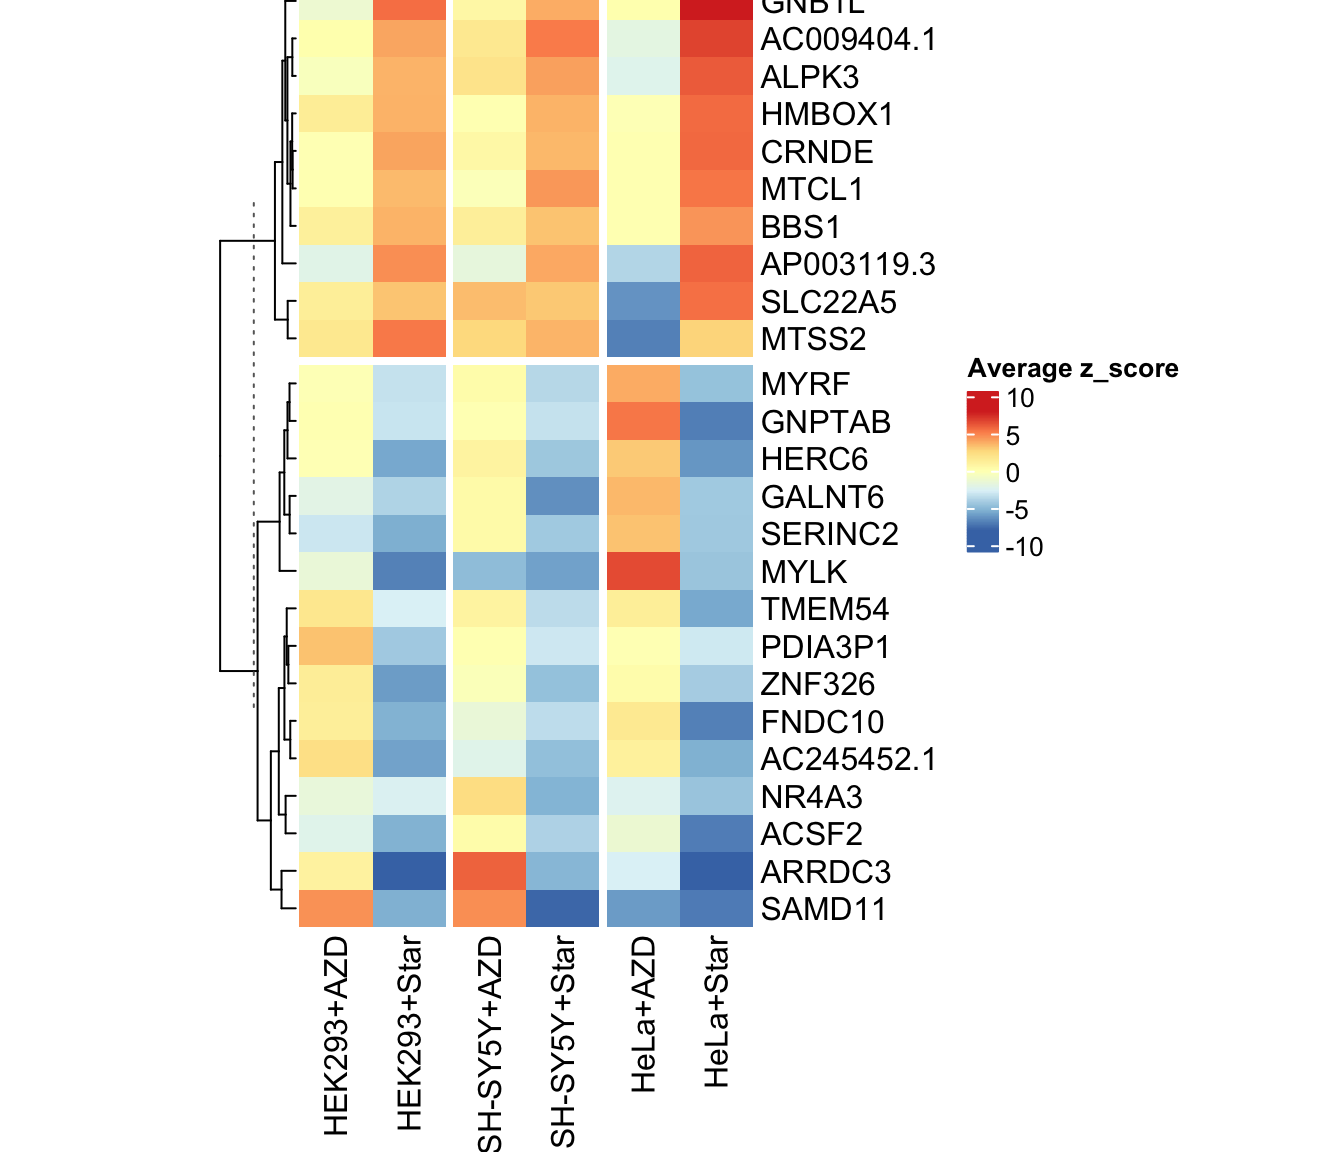 GNB1L
AC009404.1
ALPK3
HMBOX1
CRNDE
MTCL1
BBS1
AP003119.3
SLC22A5
MTSS2
MYRF
GNPTAB
HERC6
GALNT6
SERINC2
MYLK
TMEM54
PDIA3P1
ZNF326
FNDC10
AC245452.1
NR4A3
ACSF2
ARRDC3
SAMD11
Average z_score
10
5
0
-5
-10
HEK293+AZD
HEK293+Star
SH-SY5Y+AZD
SH-SY5Y+Star
HeLa+AZD
HeLa+Star